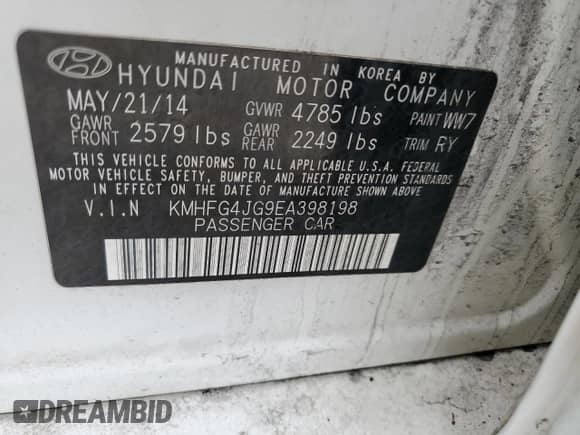 MANUFACTURED IN KOREA BY
HYUNDAI MOTOR COMPANY
MAY/21/14 GVWR 4785 lbs PAINT WW7
GAWR FRONT 2579 lbs GAWR REAR 2249 lbs TRIM RY
THIS VEHICLE CONFORMS TO ALL APPLICABLE U.S.A. FEDERAL
MOTOR VEHICLE SAFETY, BUMPER, AND THEFT PREVENTION STANDARDS
IN EFFECT ON THE DATE OF MANUFACTURE SHOWN ABOVE
V.I.N KMHFG4JG9EA398198
PASSENGER CAR
DREAMBID